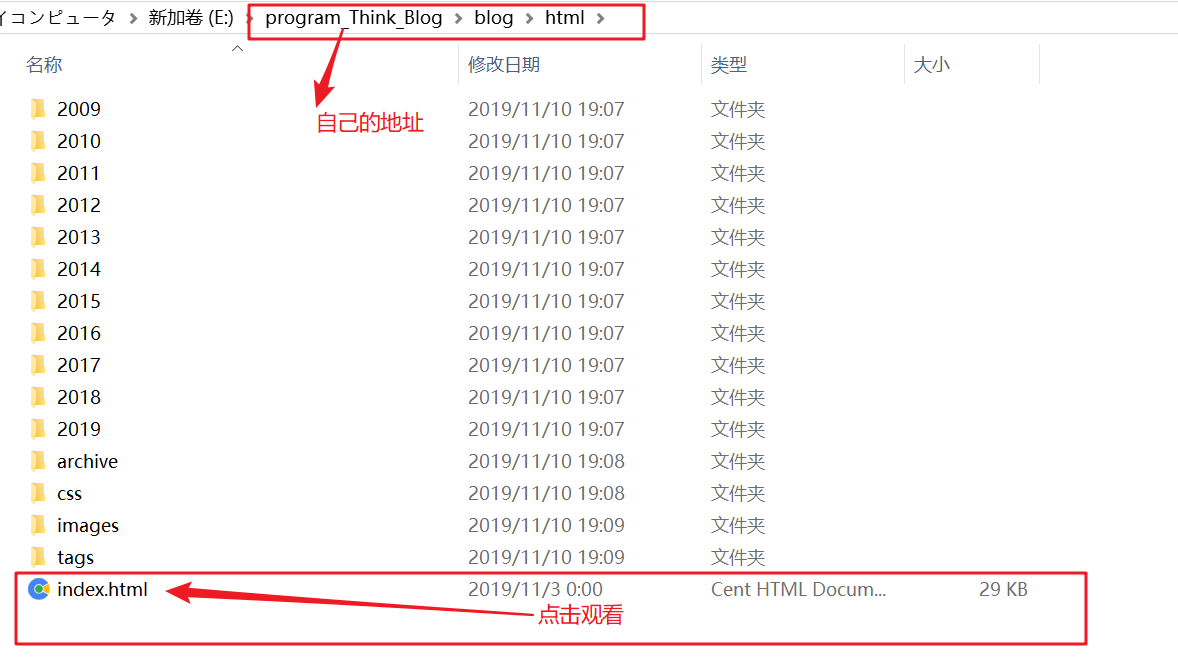 イコンピュータ > 新加卷 (E:) > program_Think_Blog > blog > html >
名称 修改日期 类型 大小
2009 2019/11/10 19:07 文件夹
自己的地址
2010 2019/11/10 19:07 文件夹
2011 2019/11/10 19:07 文件夹
2012 2019/11/10 19:07 文件夹
2013 2019/11/10 19:07 文件夹
2014 2019/11/10 19:07 文件夹
2015 2019/11/10 19:07 文件夹
2016 2019/11/10 19:07 文件夹
2017 2019/11/10 19:07 文件夹
2018 2019/11/10 19:07 文件夹
2019 2019/11/10 19:07 文件夹
archive 2019/11/10 19:08 文件夹
css 2019/11/10 19:08 文件夹
images 2019/11/10 19:09 文件夹
tags 2019/11/10 19:09 文件夹
index.html 2019/11/3 0:00 Cent HTML Docum... 29 KB
点击观看